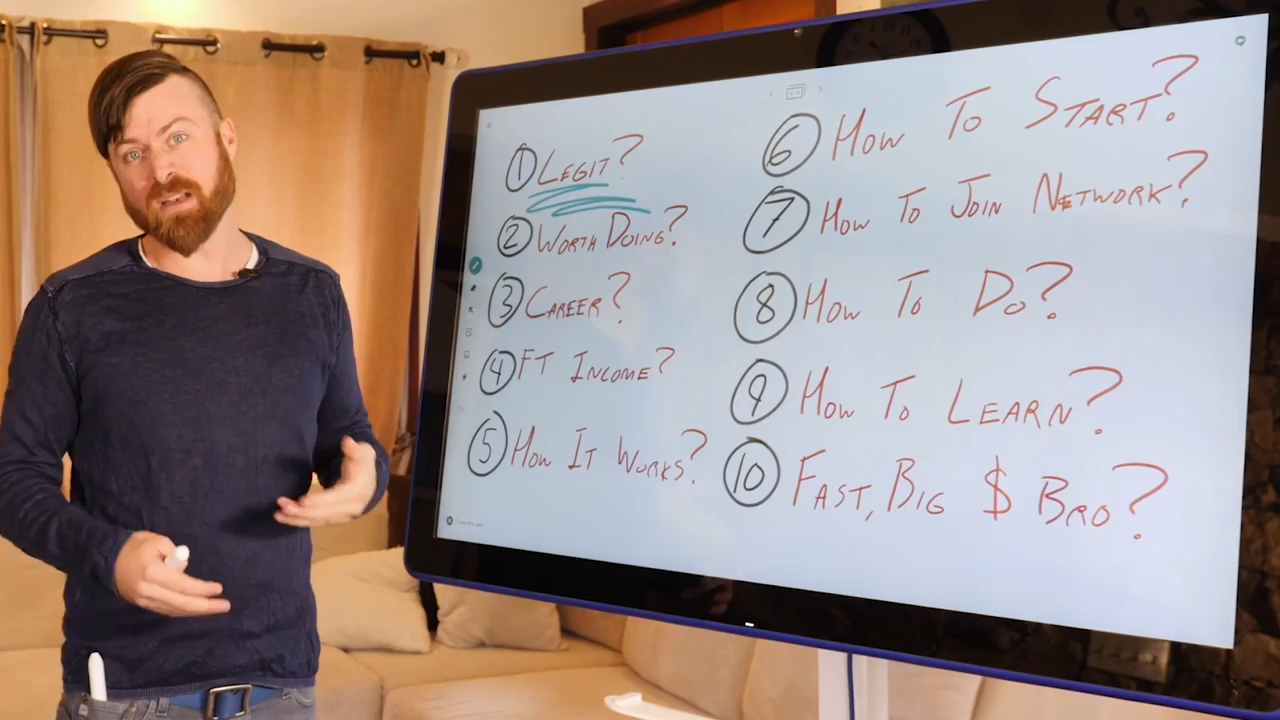 1 LEGIT?
2 WORTH DOING?
3 CAREER?
4 FT INCOME?
5 HOW IT WORKS?
6 HOW TO START?
7 HOW TO JOIN NETWORK?
8 HOW TO DO?
9 HOW TO LEARN?
10 FAST, BIG $ BRO?